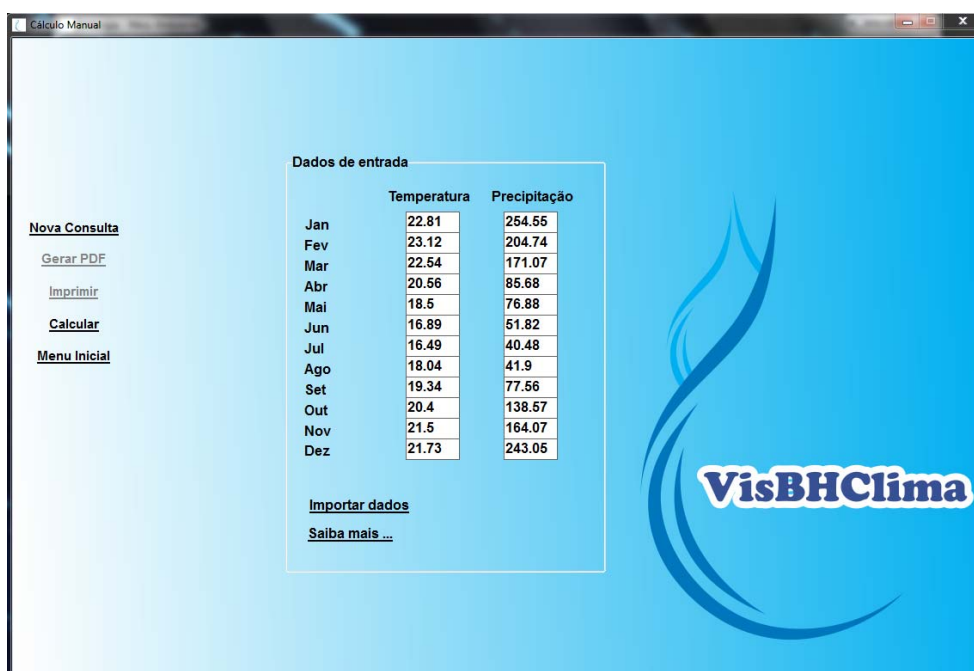 Cálculo Manual
Dados de entrada
Temperatura Precipitação
Nova Consulta
Gerar PDF
Imprimir
Calcular
Menu Inicial
Jan 22.81 254.55
Fev 23.12 204.74
Mar 22.54 171.07
Abr 20.56 85.68
Mai 18.5 76.88
Jun 16.89 51.82
Jul 16.49 40.48
Ago 18.04 41.9
Set 19.34 77.56
Out 20.4 138.57
Nov 21.5 164.07
Dez 21.73 243.05
Importar dados
Saiba mais ...
VisBHClima